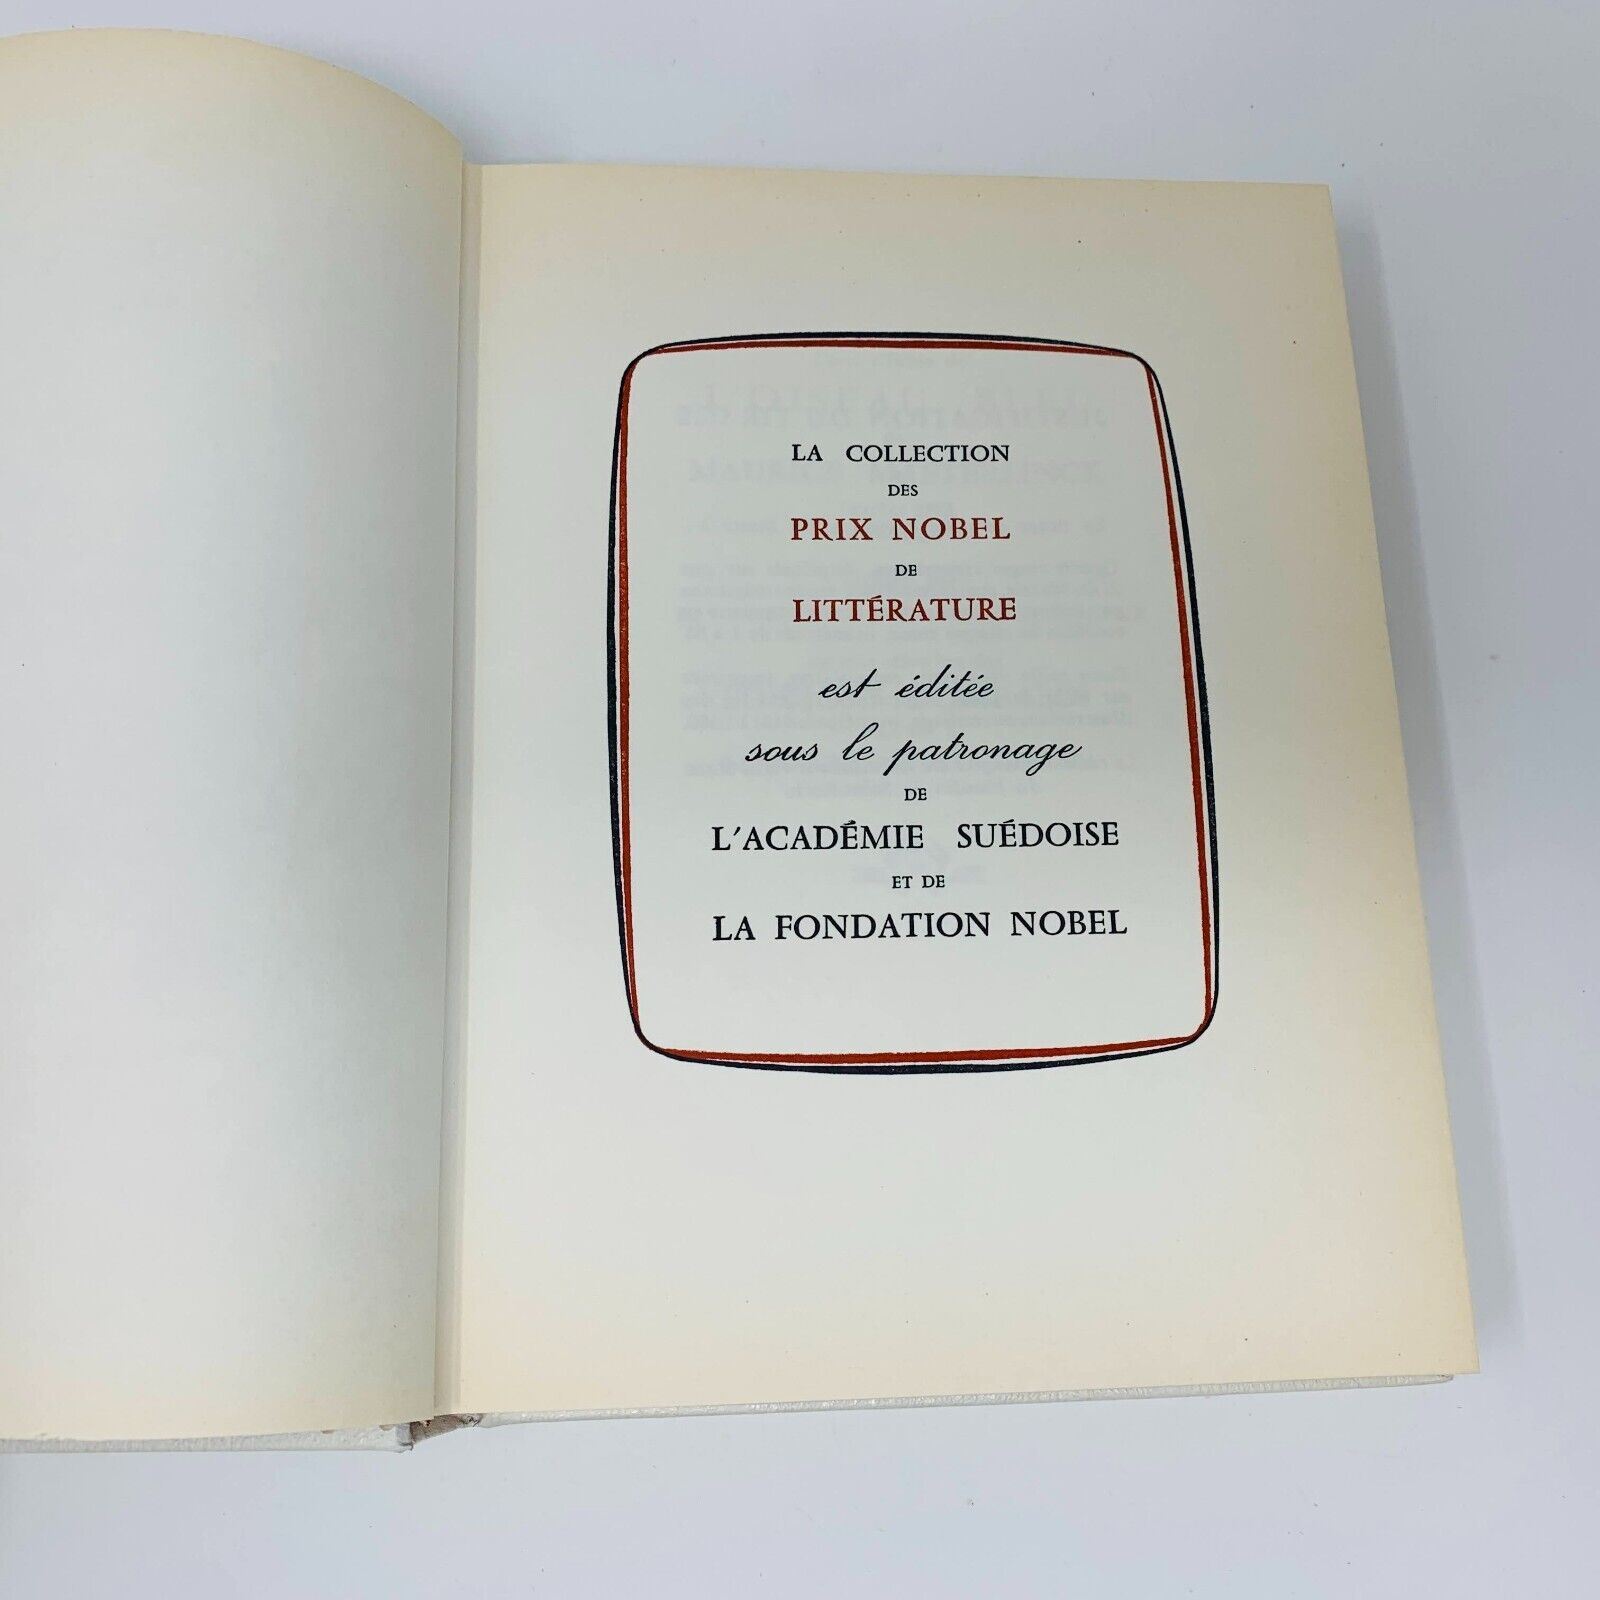 LA COLLECTION
DES
PRIX NOBEL
DE
LITTÉRATURE
est éditée
sous le patronage
DE
L'ACADÉMIE SUÉDOISE
ET DE
LA FONDATION NOBEL